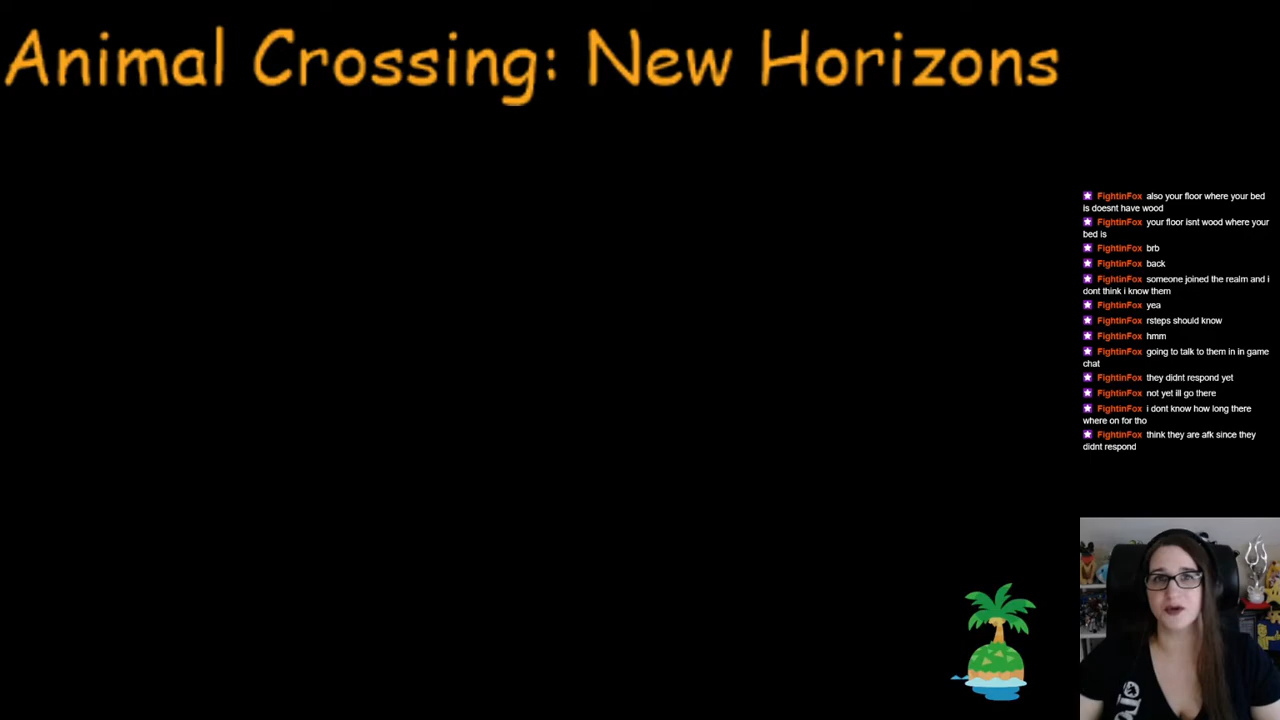 Animal Crossing: New Horizons
FightinFox also your floor where your bed
is doesnt have wood
FightinFox your floor isnt wood where your
bed is
FightinFox brb
FightinFox back
FightinFox someone joined the realm and i
dont think i know them
FightinFox yea
FightinFox rsteps should know
FightinFox hmm
FightinFox going to talk to them in in game
chat
FightinFox they didnt respond yet
FightinFox not yet ill go there
FightinFox i dont know how long there
where on for tho
FightinFox think they are afk since they
didnt respond